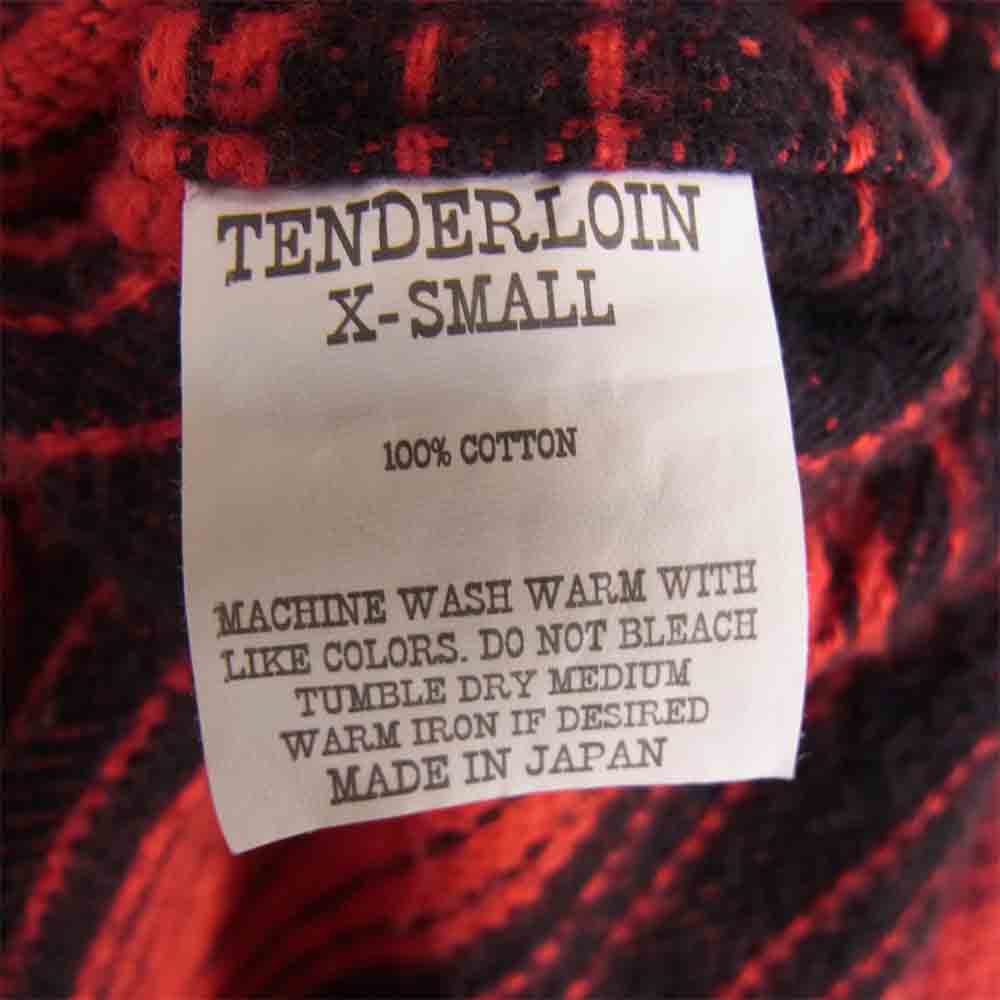 TENDERLOIN
X-SMALL
100% COTTON
MACHINE WASH WARM WITH
LIKE COLORS. DO NOT BLEACH
TUMBLE DRY MEDIUM
WARM IRON IF DESIRED
MADE IN JAPAN